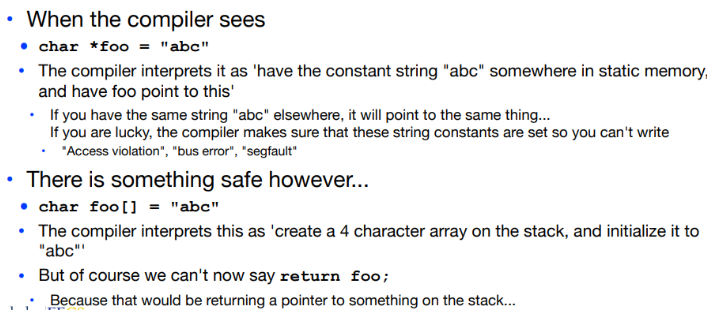 • When the compiler sees
• char *foo = "abc"
• The compiler interprets it as 'have the constant string "abc" somewhere in static memory,
and have foo point to this'
• If you have the same string "abc" elsewhere, it will point to the same thing...
If you are lucky, the compiler makes sure that these string constants are set so you can't write
• "Access violation", "bus error", "segfault"
• There is something safe however...
• char foo[] = "abc"
• The compiler interprets this as 'create a 4 character array on the stack, and initialize it to
"abc"'
• But of course we can't now say return foo;
• Because that would be returning a pointer to something on the stack...